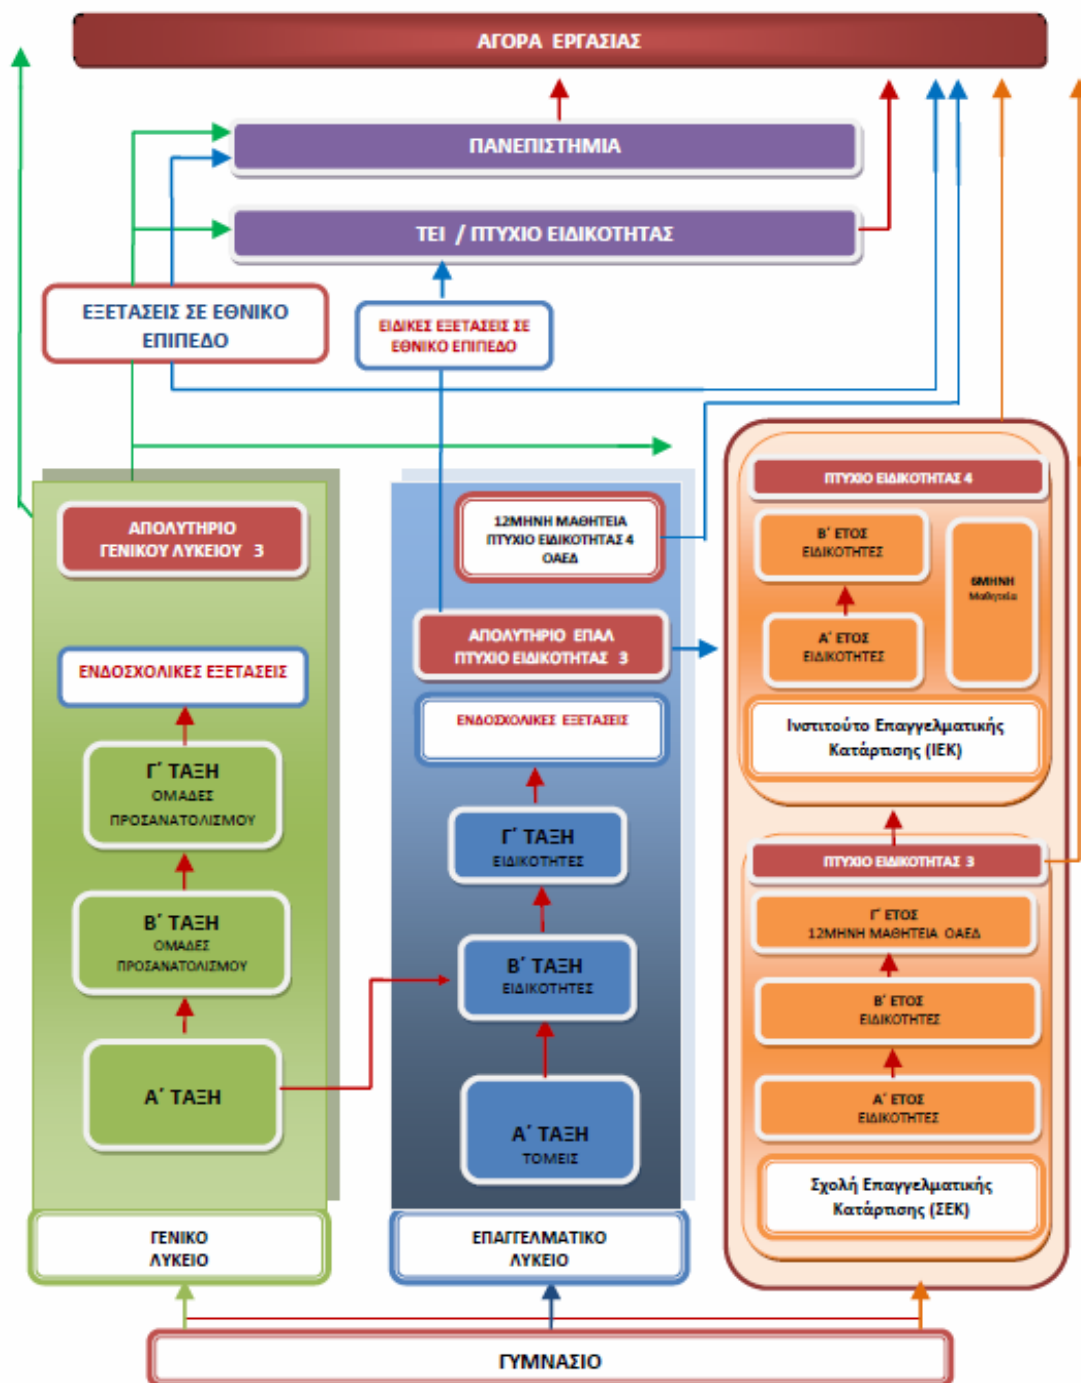 ΑΓΟΡΑ ΕΡΓΑΣΙΑΣ
ΠΑΝΕΠΙΣΤΗΜΙΑ
ΤΕΙ / ΠΤΥΧΙΟ ΕΙΔΙΚΟΤΗΤΑΣ
ΕΞΕΤΑΣΕΙΣ ΣΕ ΕΘΝΙΚΟ
ΕΠΙΠΕΔΟ
ΕΙΔΙΚΕΣ ΕΞΕΤΑΣΕΙΣ ΣΕ
ΕΘΝΙΚΟ ΕΠΙΠΕΔΟ
ΑΠΟΛΥΤΗΡΙΟ
ΓΕΝΙΚΟΥ ΛΥΚΕΙΟΥ 3
ΕΝΔΟΣΧΟΛΙΚΕΣ ΕΞΕΤΑΣΕΙΣ
Γ΄ ΤΑΞΗ
ΟΜΑΔΕΣ
ΠΡΟΣΑΝΑΤΟΛΙΣΜΟΥ
Β΄ ΤΑΞΗ
ΟΜΑΔΕΣ
ΠΡΟΣΑΝΑΤΟΛΙΣΜΟΥ
Α΄ ΤΑΞΗ
ΓΕΝΙΚΟ
ΛΥΚΕΙΟ
12ΜΗΝΗ ΜΑΘΗΤΕΙΑ
ΠΤΥΧΙΟ ΕΙΔΙΚΟΤΗΤΑΣ 4
ΟΑΕΔ
ΑΠΟΛΥΤΗΡΙΟ ΕΠΑΛ
ΠΤΥΧΙΟ ΕΙΔΙΚΟΤΗΤΑΣ 3
ΕΝΔΟΣΧΟΛΙΚΕΣ ΕΞΕΤΑΣΕΙΣ
Γ΄ ΤΑΞΗ
ΕΙΔΙΚΟΤΗΤΕΣ
Β΄ ΤΑΞΗ
ΕΙΔΙΚΟΤΗΤΕΣ
Α΄ ΤΑΞΗ
ΤΟΜΕΙΣ
ΕΠΑΓΓΕΛΜΑΤΙΚΟ
ΛΥΚΕΙΟ
ΠΤΥΧΙΟ ΕΙΔΙΚΟΤΗΤΑΣ 4
Β΄ ΕΤΟΣ
ΕΙΔΙΚΟΤΗΤΕΣ
6ΜΗΝΗ
Μαθητεία
Α΄ ΕΤΟΣ
ΕΙΔΙΚΟΤΗΤΕΣ
Ινστιτούτο Επαγγελματικής
Κατάρτισης (ΙΕΚ)
ΠΤΥΧΙΟ ΕΙΔΙΚΟΤΗΤΑΣ 3
Γ΄ ΕΤΟΣ
12ΜΗΝΗ ΜΑΘΗΤΕΙΑ ΟΑΕΔ
Β΄ ΕΤΟΣ
ΕΙΔΙΚΟΤΗΤΕΣ
Α΄ ΕΤΟΣ
ΕΙΔΙΚΟΤΗΤΕΣ
Σχολή Επαγγελματικής
Κατάρτισης (ΣΕΚ)
ΓΥΜΝΑΣΙΟ